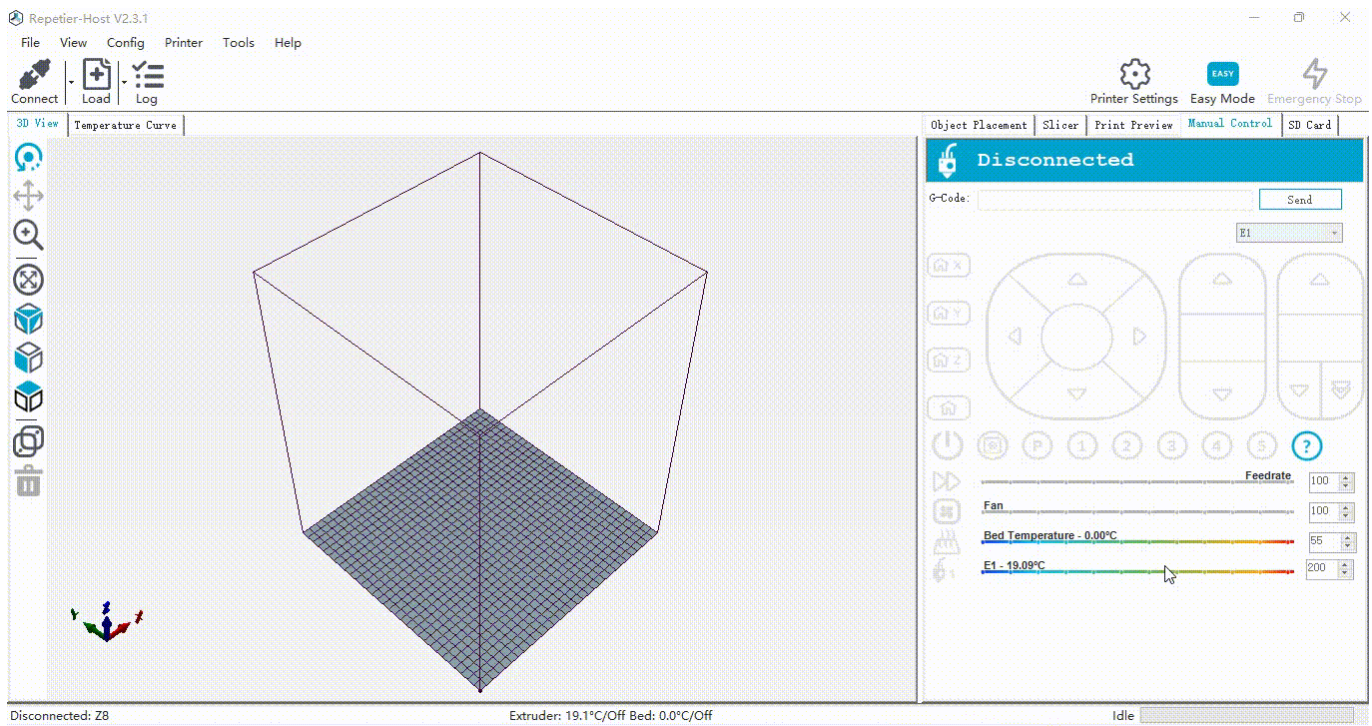 Repetier-Host V2.3.1
File View Config Printer Tools Help
Connect Load Log Printer Settings EASY Easy Mode Emergency Stop
3D View Temperature Curve Object Placement Slicer Print Preview Manual Control SD Card
Disconnected
G-Code: Send
E1
X
Y
Z
P 1 2 3 4 5 ?
Feedrate 100
Fan 100
Bed Temperature - 0.00°C 55
E1 - 19.09°C 200
1
Y Z X
Disconnected: Z8 Extruder: 19.1°C/Off Bed: 0.0°C/Off Idle